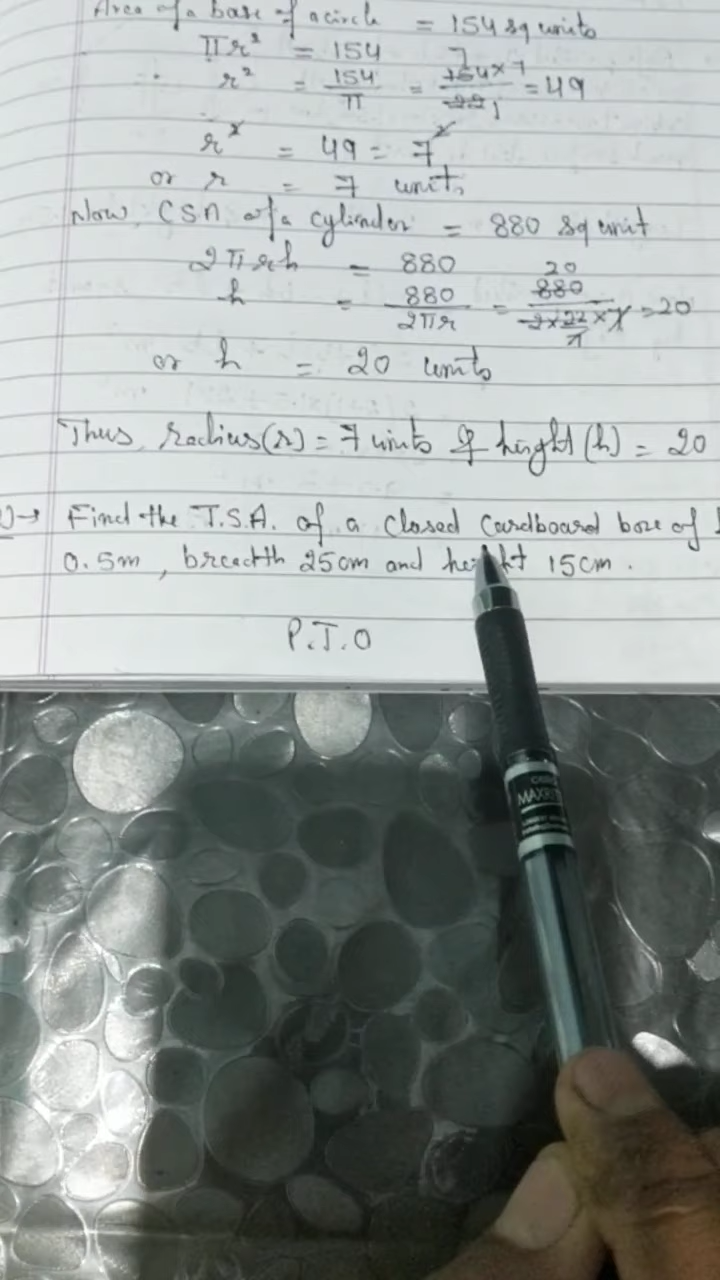 Area of a base of a circle = 154 sq units
πr² = 154
∴ r² = 154/π = 154×7/22 = 49
7
1
r² = 49 = 7²
or r = 7 units
Now, CSA of a cylinder = 880 sq unit
2πrh = 880
h = 880/2πr = 880/2×22/7×7 = 20
20
or h = 20 units
Thus, radius(r) = 7 units & height(h) = 20
→ Find the T.S.A. of a closed Cardboard box of
0.5m, breadth 25cm and height 15cm.
P.T.O